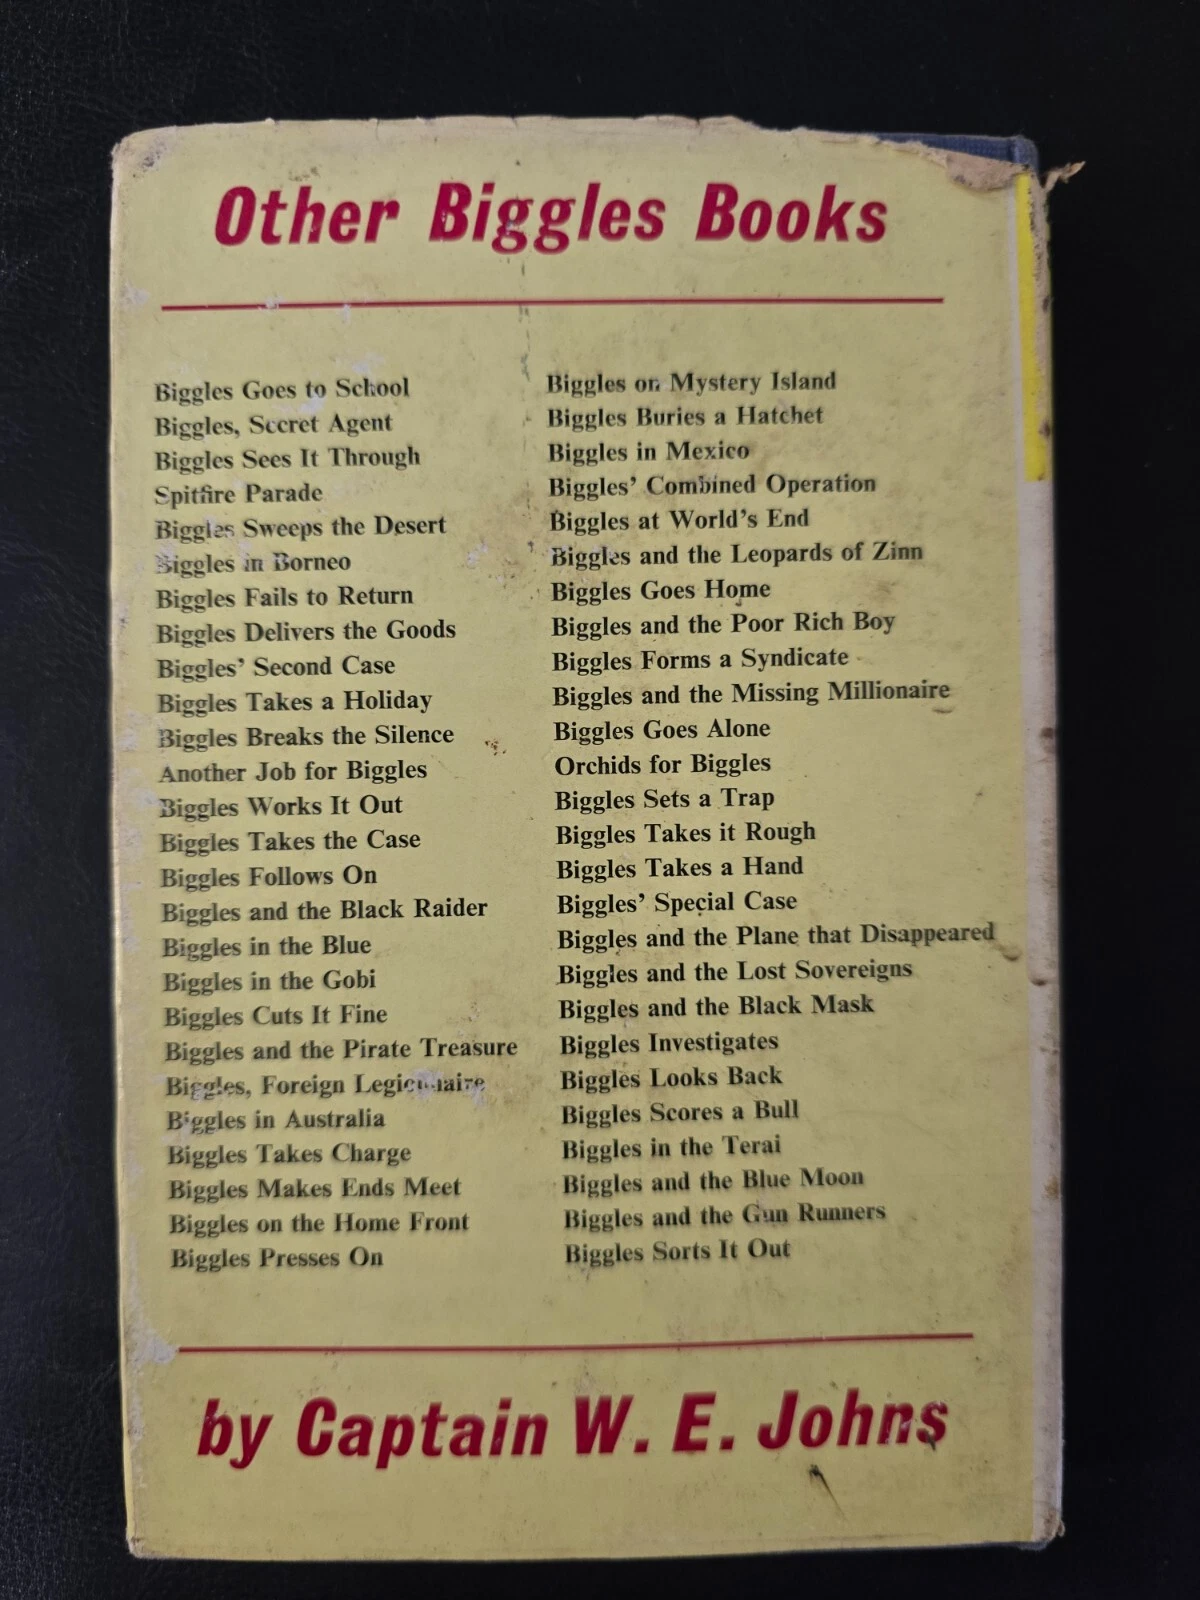 Other Biggles Books
Biggles Goes to School
Biggles, Secret Agent
Biggles Sees It Through
Spitfire Parade
Biggles Sweeps the Desert
Biggles in Borneo
Biggles Fails to Return
Biggles Delivers the Goods
Biggles' Second Case
Biggles Takes a Holiday
Biggles Breaks the Silence
Another Job for Biggles
Biggles Works It Out
Biggles Takes the Case
Biggles Follows On
Biggles and the Black Raider
Biggles in the Blue
Biggles in the Gobi
Biggles Cuts It Fine
Biggles and the Pirate Treasure
Biggles, Foreign Legionnaire
Biggles in Australia
Biggles Takes Charge
Biggles Makes Ends Meet
Biggles on the Home Front
Biggles Presses On
Biggles on Mystery Island
Biggles Buries a Hatchet
Biggles in Mexico
Biggles' Combined Operation
Biggles at World's End
Biggles and the Leopards of Zinn
Biggles Goes Home
Biggles and the Poor Rich Boy
Biggles Forms a Syndicate
Biggles and the Missing Millionaire
Biggles Goes Alone
Orchids for Biggles
Biggles Sets a Trap
Biggles Takes it Rough
Biggles Takes a Hand
Biggles' Special Case
Biggles and the Plane that Disappeared
Biggles and the Lost Sovereigns
Biggles and the Black Mask
Biggles Investigates
Biggles Looks Back
Biggles Scores a Bull
Biggles in the Terai
Biggles and the Blue Moon
Biggles and the Gun Runners
Biggles Sorts It Out
by Captain W. E. Johns